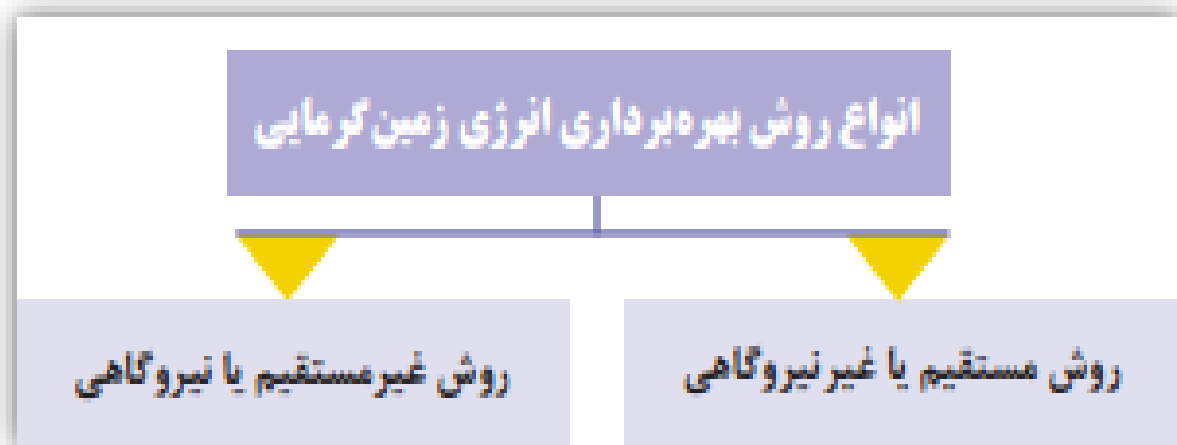 انواع روش بهره‌برداری انرژی زمین‌گرمایی
روش مستقیم یا غیر نیروگاهی
روش غیرمستقیم یا نیروگاهی